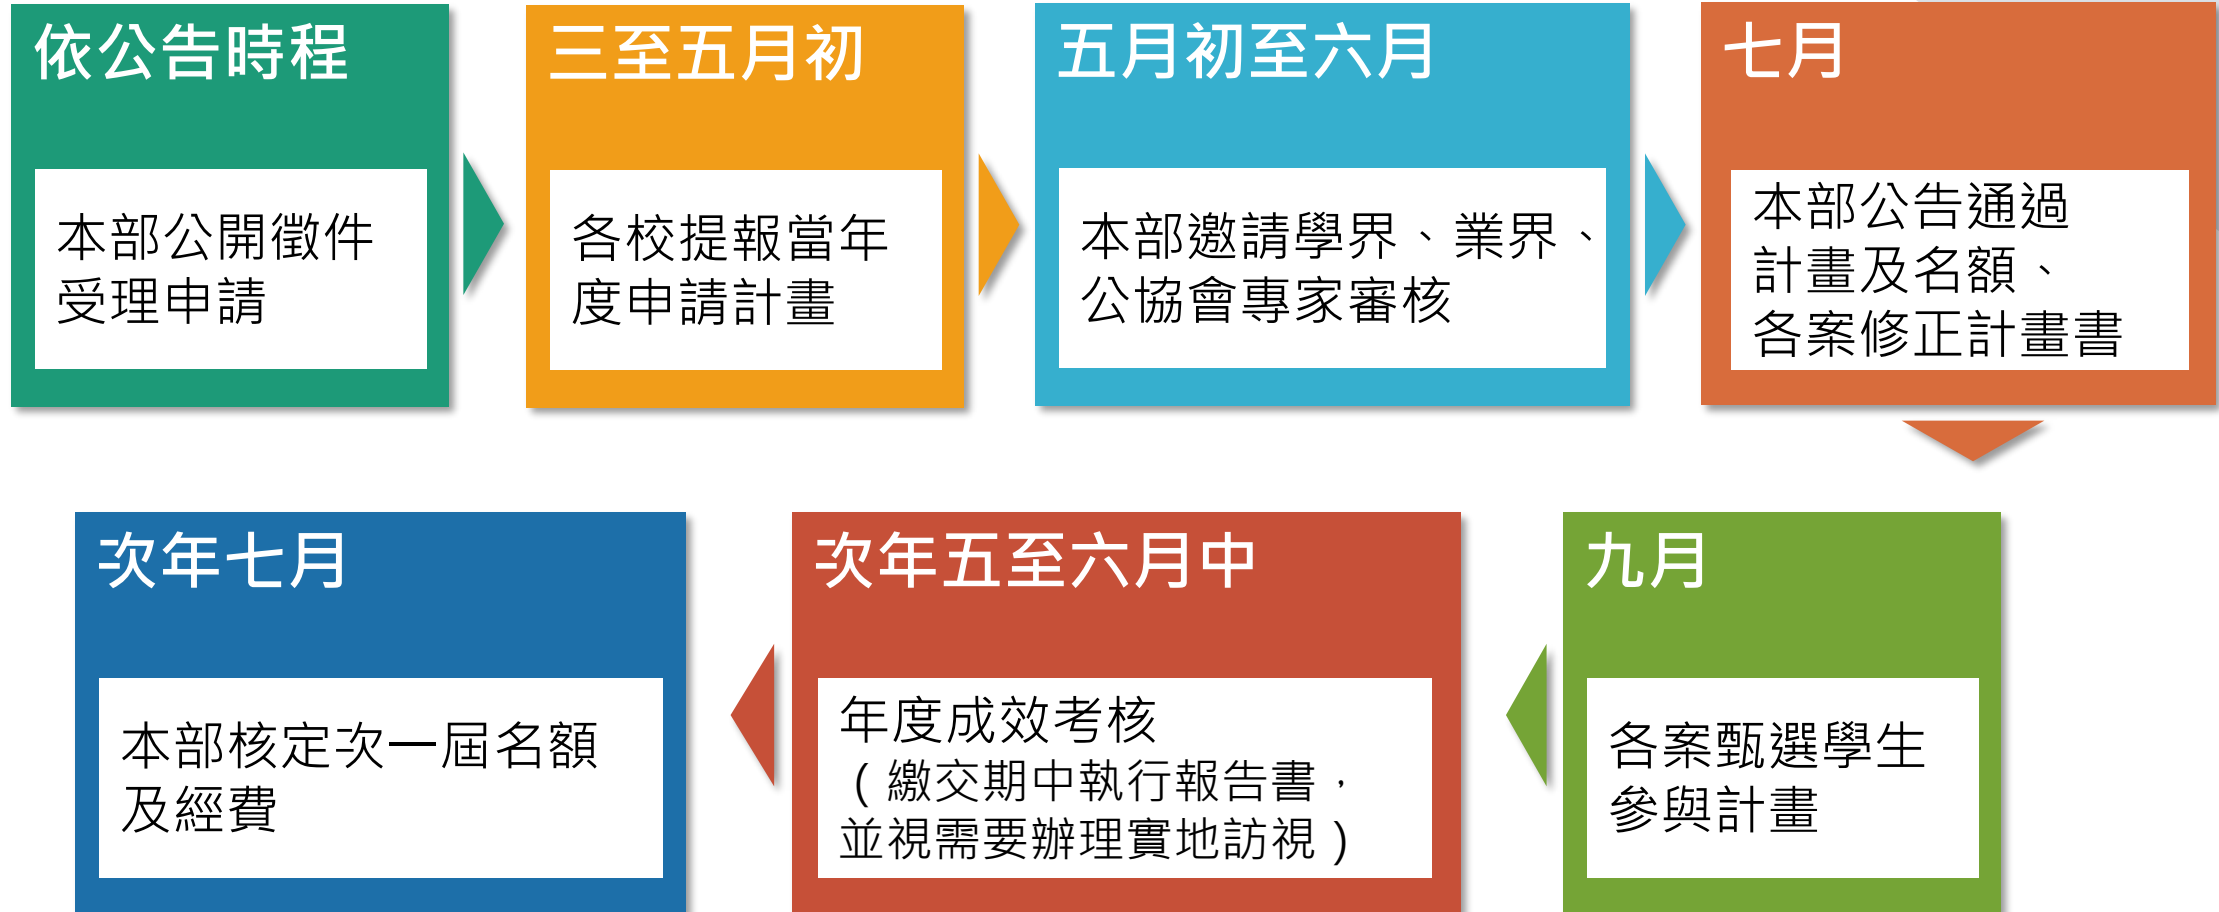 依公告時程
本部公開徵件
受理申請
三至五月初
各校提報當年
度申請計畫
五月初至六月
本部邀請學界、業界、
公協會專家審核
七月
本部公告通過
計畫及名額、
各案修正計畫書
九月
各案甄選學生
參與計畫
次年五至六月中
年度成效考核
（繳交期中執行報告書，
並視需要辦理實地訪視）
次年七月
本部核定次一屆名額
及經費